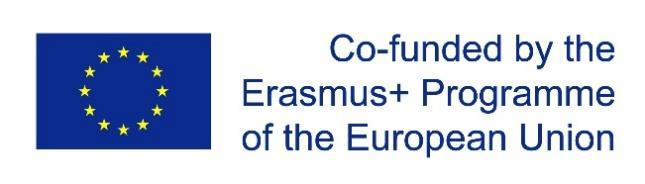 Co-funded by the
Erasmus+ Programme
of the European Union